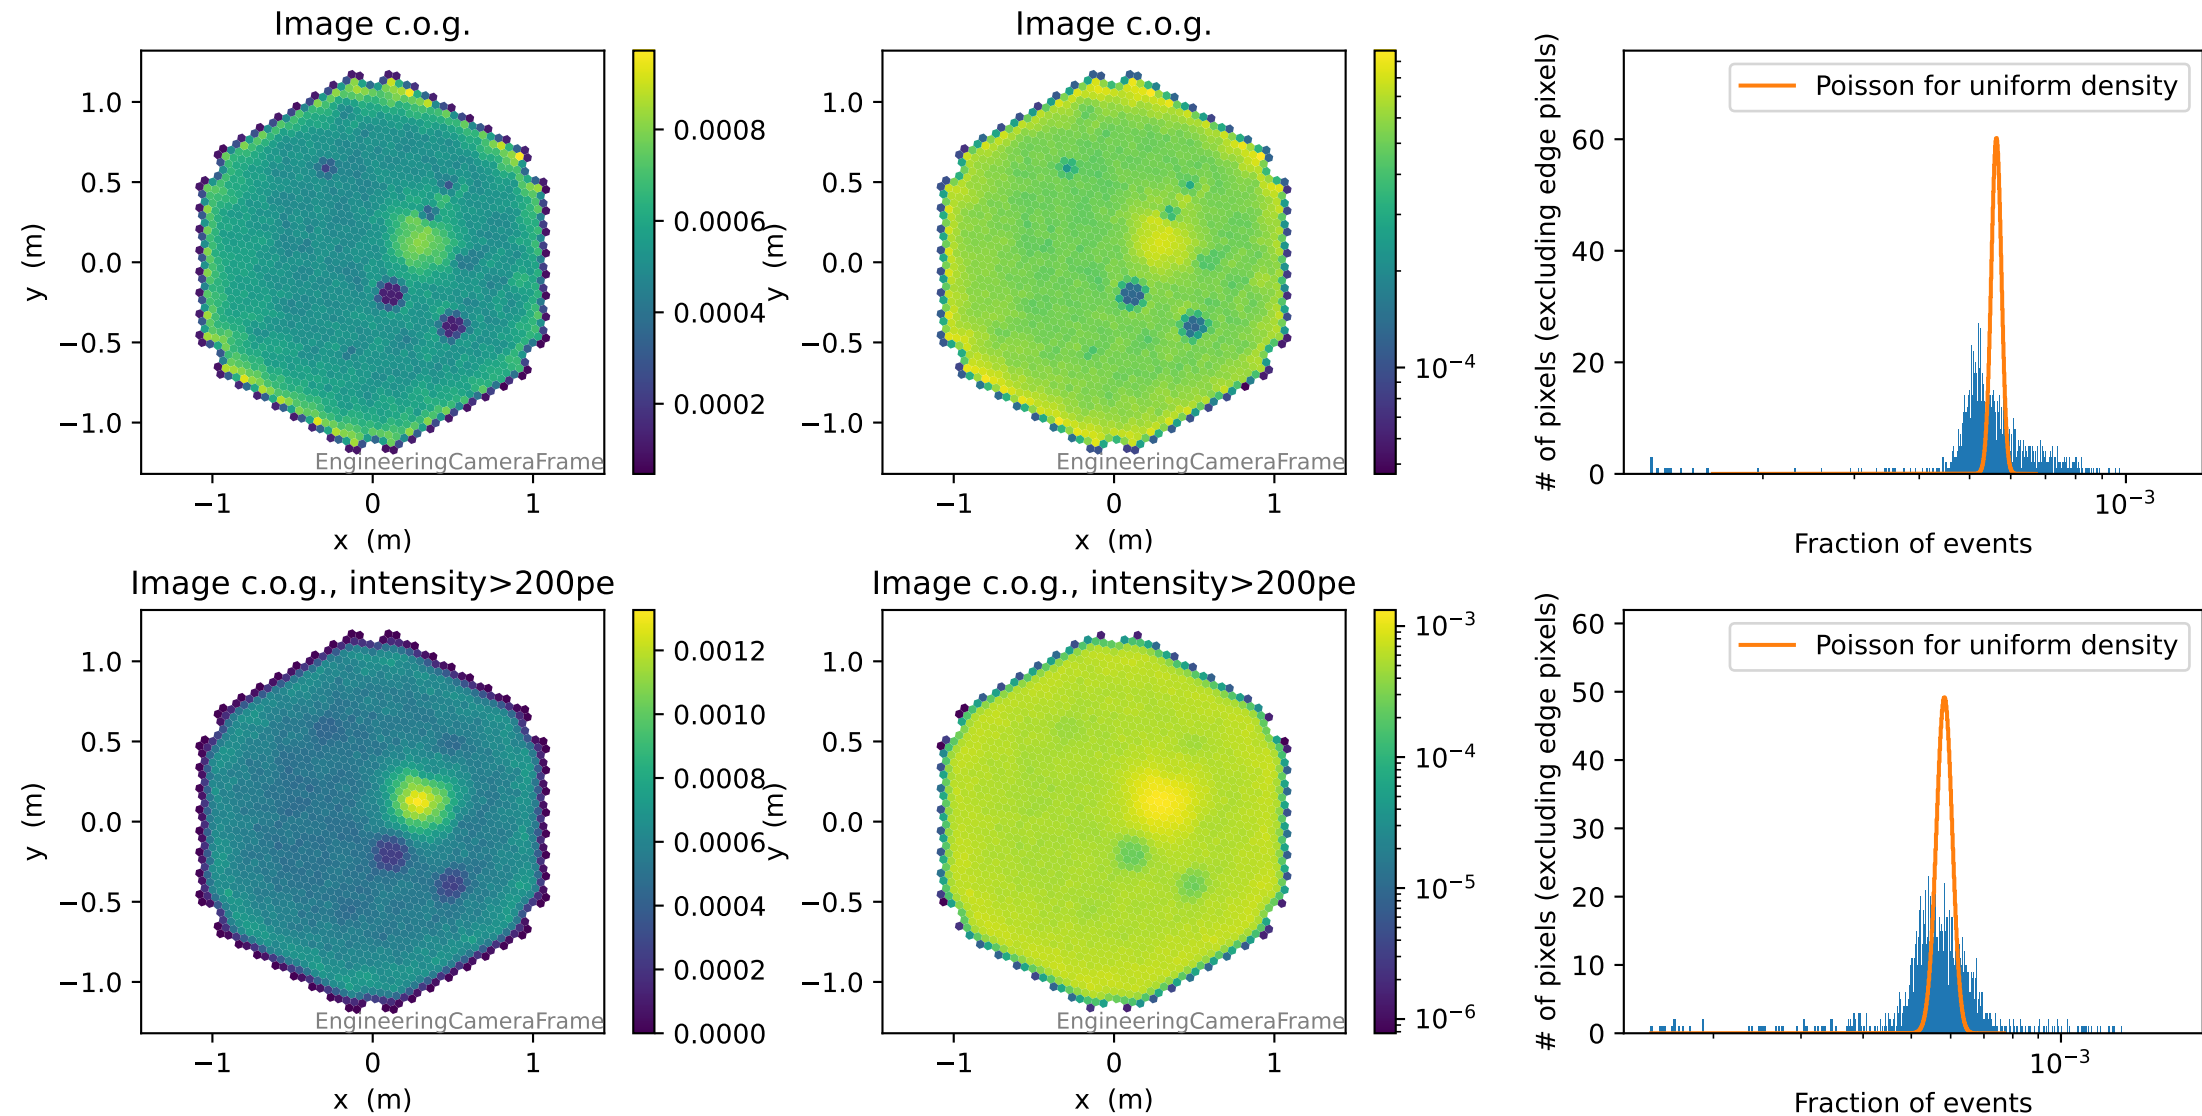 Image c.o.g.
1.0
0.5
0.0
−0.5
−1.0
y (m)
−1
0
1
x (m)
EngineeringCameraFrame
0.0008
0.0006
0.0004
0.0002
Image c.o.g.
1.0
0.5
0.0
−0.5
−1.0
y (m)
−1
0
1
x (m)
EngineeringCameraFrame
10⁻⁴
Poisson for uniform density
60
40
20
0
# of pixels (excluding edge pixels)
10⁻³
Fraction of events
Image c.o.g., intensity>200pe
1.0
0.5
0.0
−0.5
−1.0
y (m)
−1
0
1
x (m)
EngineeringCameraFrame
0.0012
0.0010
0.0008
0.0006
0.0004
0.0002
0.0000
Image c.o.g., intensity>200pe
1.0
0.5
0.0
−0.5
−1.0
y (m)
−1
0
1
x (m)
EngineeringCameraFrame
10⁻³
10⁻⁴
10⁻⁵
10⁻⁶
Poisson for uniform density
60
50
40
30
20
10
0
# of pixels (excluding edge pixels)
10⁻³
Fraction of events